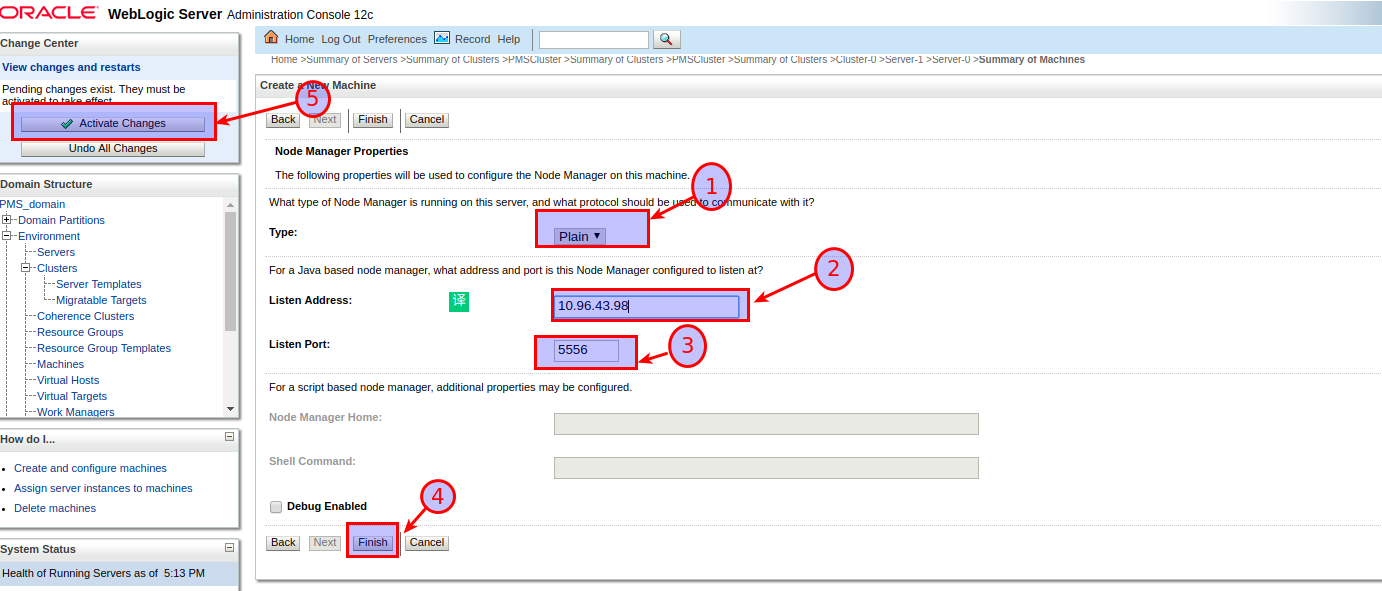 ORACLE WebLogic Server Administration Console 12c
Change Center
View changes and restarts
Pending changes exist. They must be
activated to take effect.
Activate Changes
Undo All Changes
Domain Structure
PMS_domain
Domain Partitions
Environment
Servers
Clusters
Server Templates
Migratable Targets
Coherence Clusters
Resource Groups
Resource Group Templates
Machines
Virtual Hosts
Virtual Targets
Work Managers
How do I...
Create and configure machines
Assign server instances to machines
Delete machines
System Status
Health of Running Servers as of 5:13 PM
Home Log Out Preferences Record Help
Home >Summary of Servers >Summary of Clusters >PMSCluster >Summary of Clusters >PMSCluster >Summary of Clusters >Cluster-0 >Server-1 >Server-0 >Summary of Machines
Create a New Machine
5
Back Next Finish Cancel
Node Manager Properties
The following properties will be used to configure the Node Manager on this machine.
1
What type of Node Manager is running on this server, and what protocol should be used to communicate with it?
Type: Plain
For a Java based node manager, what address and port is this Node Manager configured to listen at?
2
Listen Address: 译 10.96.43.98
Listen Port: 5556
3
For a script based node manager, additional properties may be configured.
Node Manager Home:
Shell Command:
Debug Enabled
4
Back Next Finish Cancel